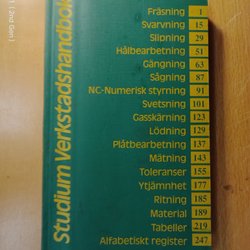 Studium Verkstadshandbok
Fräsning 1
Svarvning 15
Slipning 29
Hålbearbetning 51
Gängning 63
Sågning 87
NC-Numerisk styrning 91
Svetsning 101
Gasskärning 123
Lödning 129
Plåtbearbetning 137
Mätning 143
Toleranser 155
Ytjämnhet 177
Ritning 185
Material 189
Tabeller 219
Alfabetiskt register 247